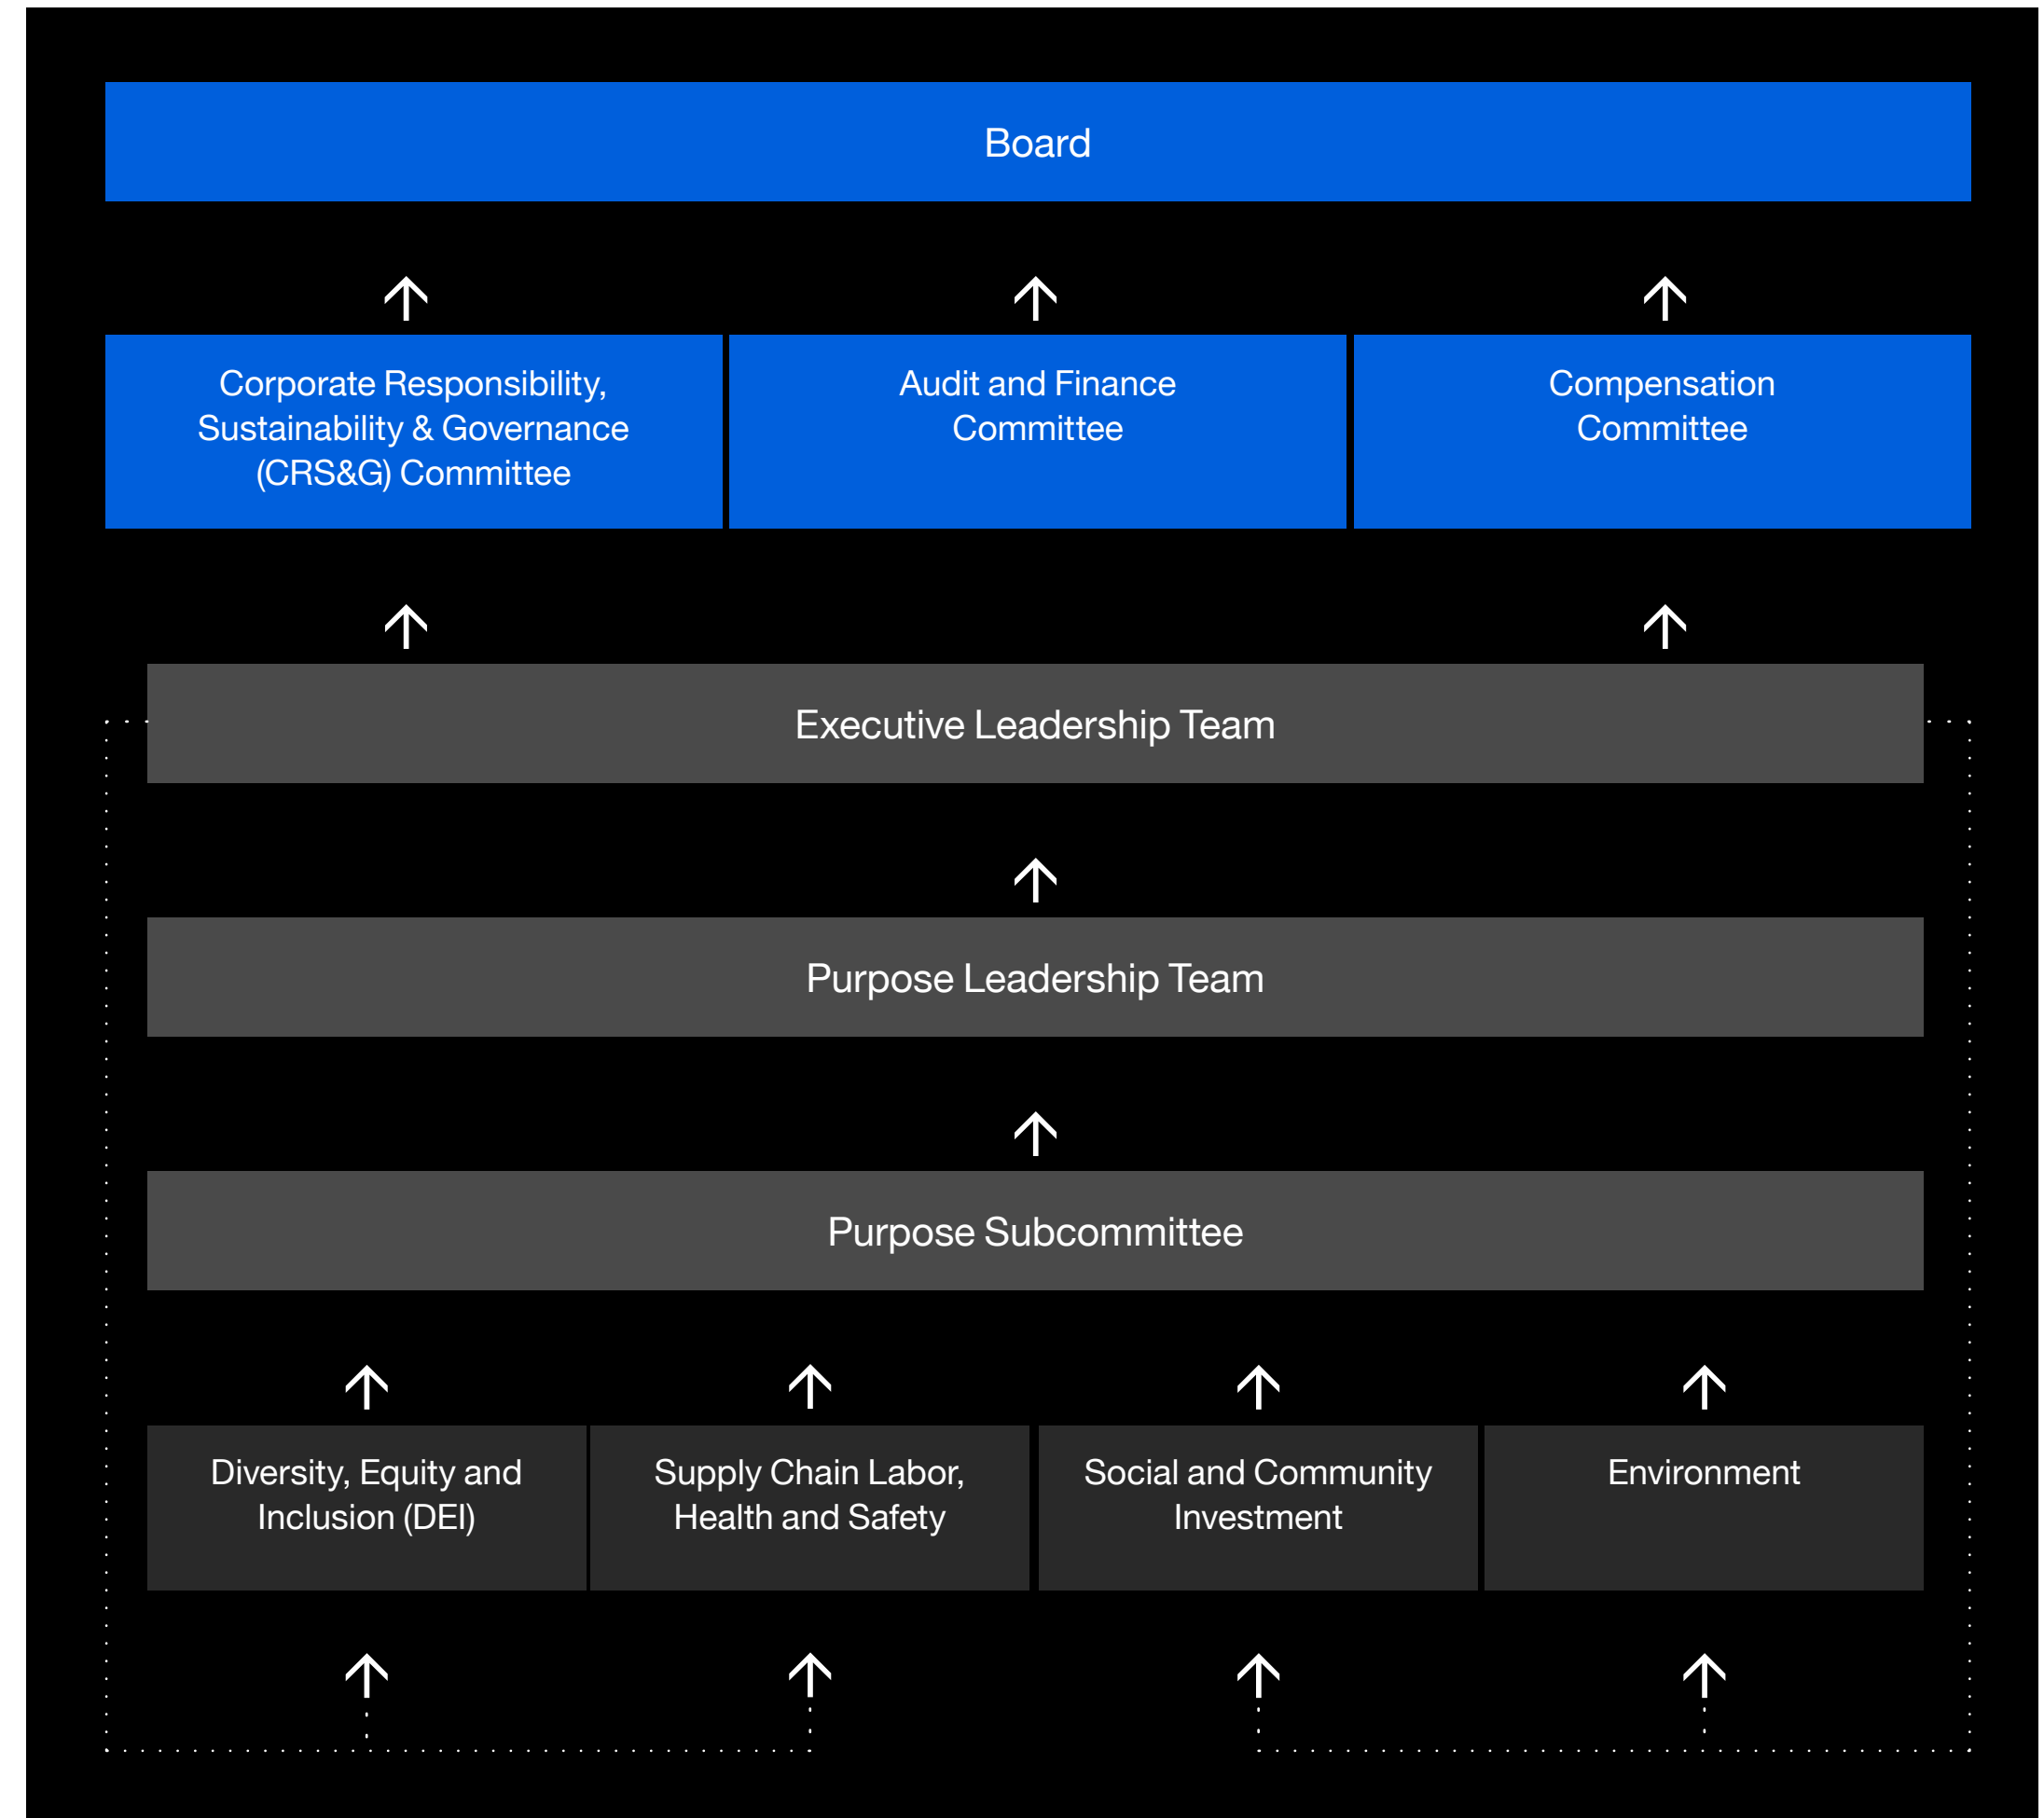 Board
Corporate Responsibility,
Sustainability & Governance
(CRS&G) Committee
Audit and Finance
Committee
Compensation
Committee
Executive Leadership Team
Purpose Leadership Team
Purpose Subcommittee
Diversity, Equity and
Inclusion (DEI)
Supply Chain Labor,
Health and Safety
Social and Community
Investment
Environment